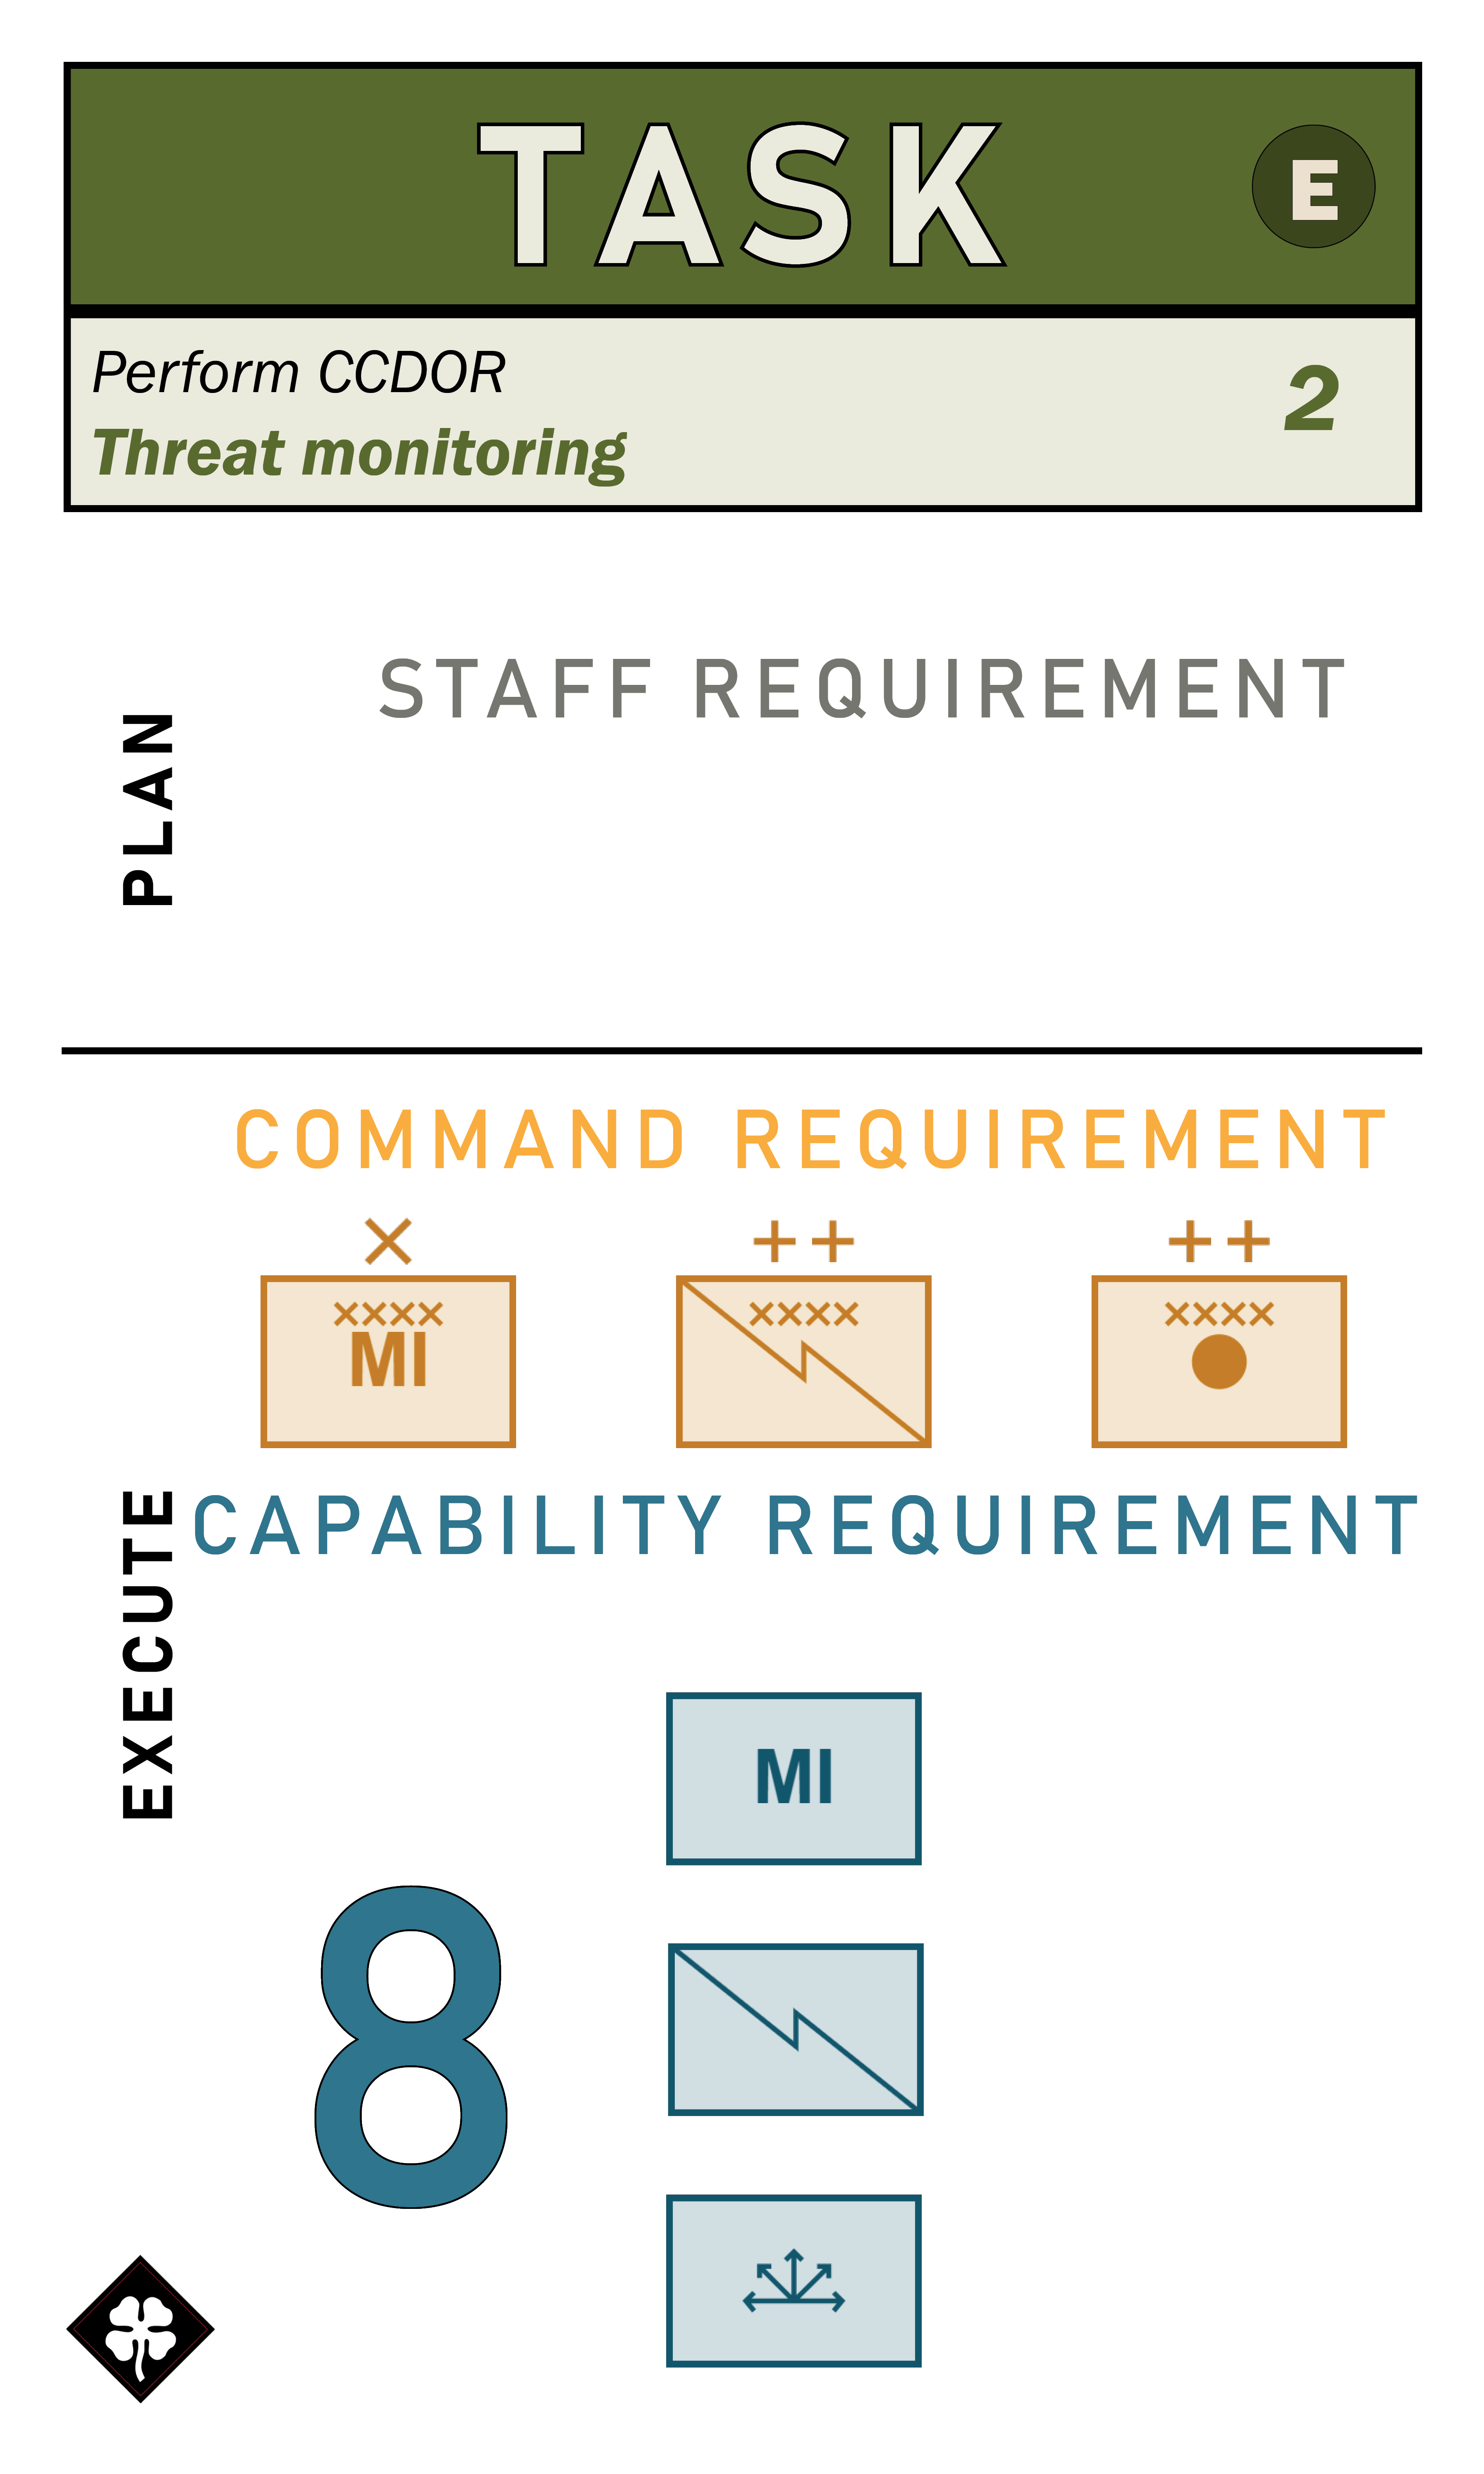 TASK
E
Perform CCDOR
2
Threat monitoring
PLAN
STAFF REQUIREMENT
EXECUTE
COMMAND REQUIREMENT
× ++ ++
×××× ×××× ××××
MI
CAPABILITY REQUIREMENT
MI
8